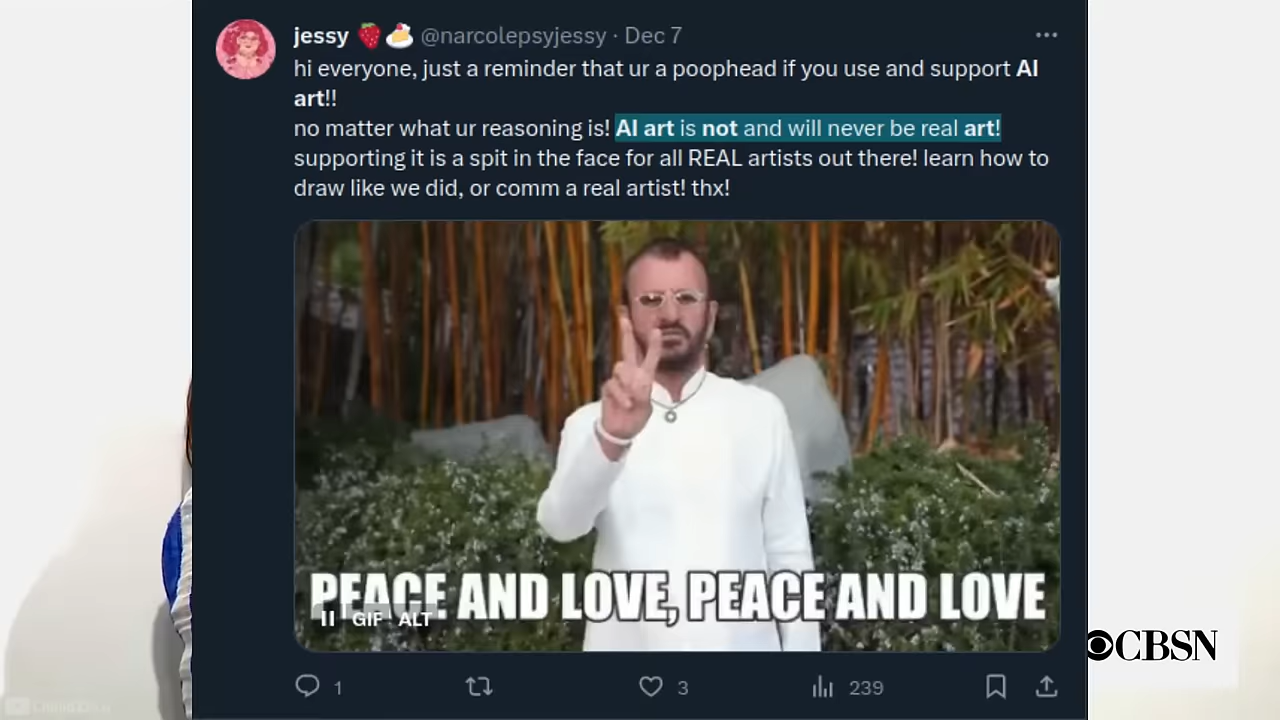 jessy 🍓🍰 @narcolepsyjessy · Dec 7
hi everyone, just a reminder that ur a poophead if you use and support AI
art!!
no matter what ur reasoning is! AI art is not and will never be real art!
supporting it is a spit in the face for all REAL artists out there! learn how to
draw like we did, or comm a real artist! thx!
PEACE AND LOVE, PEACE AND LOVE
GIF ALT
1
3
239
CBSN